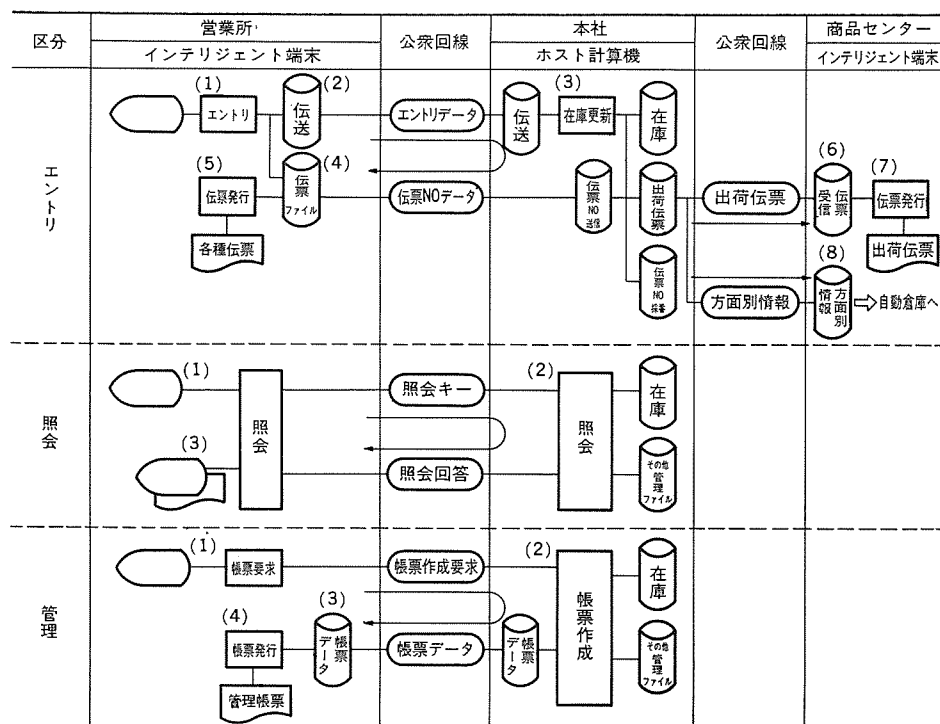 区分
営業所
公衆回線
本社
公衆回線
商品センター
インテリジェント端末
ホスト計算機
インテリジェント端末
エントリ
(1)
エントリ
(2)
伝送
エントリデータ
伝送
(3)
在庫更新
在庫
(5)
伝票発行
各種伝票
(4)
伝票
ファイル
伝票NOデータ
伝票NO
送信
出荷伝票
伝票NO
採番
出荷伝票
方面別情報
(6)
伝票
受信
(7)
伝票発行
出荷伝票
(8)
方面別
情報
自動倉庫へ
照会
(1)
照会
照会キー
(2)
照会
在庫
(3)
照会回答
その他
管理
ファイル
管理
(1)
帳票要求
帳票作成要求
(2)
帳票作成
在庫
(4)
帳票発行
管理帳票
(3)
帳票
データ
帳票データ
帳票
データ
その他
管理
ファイル